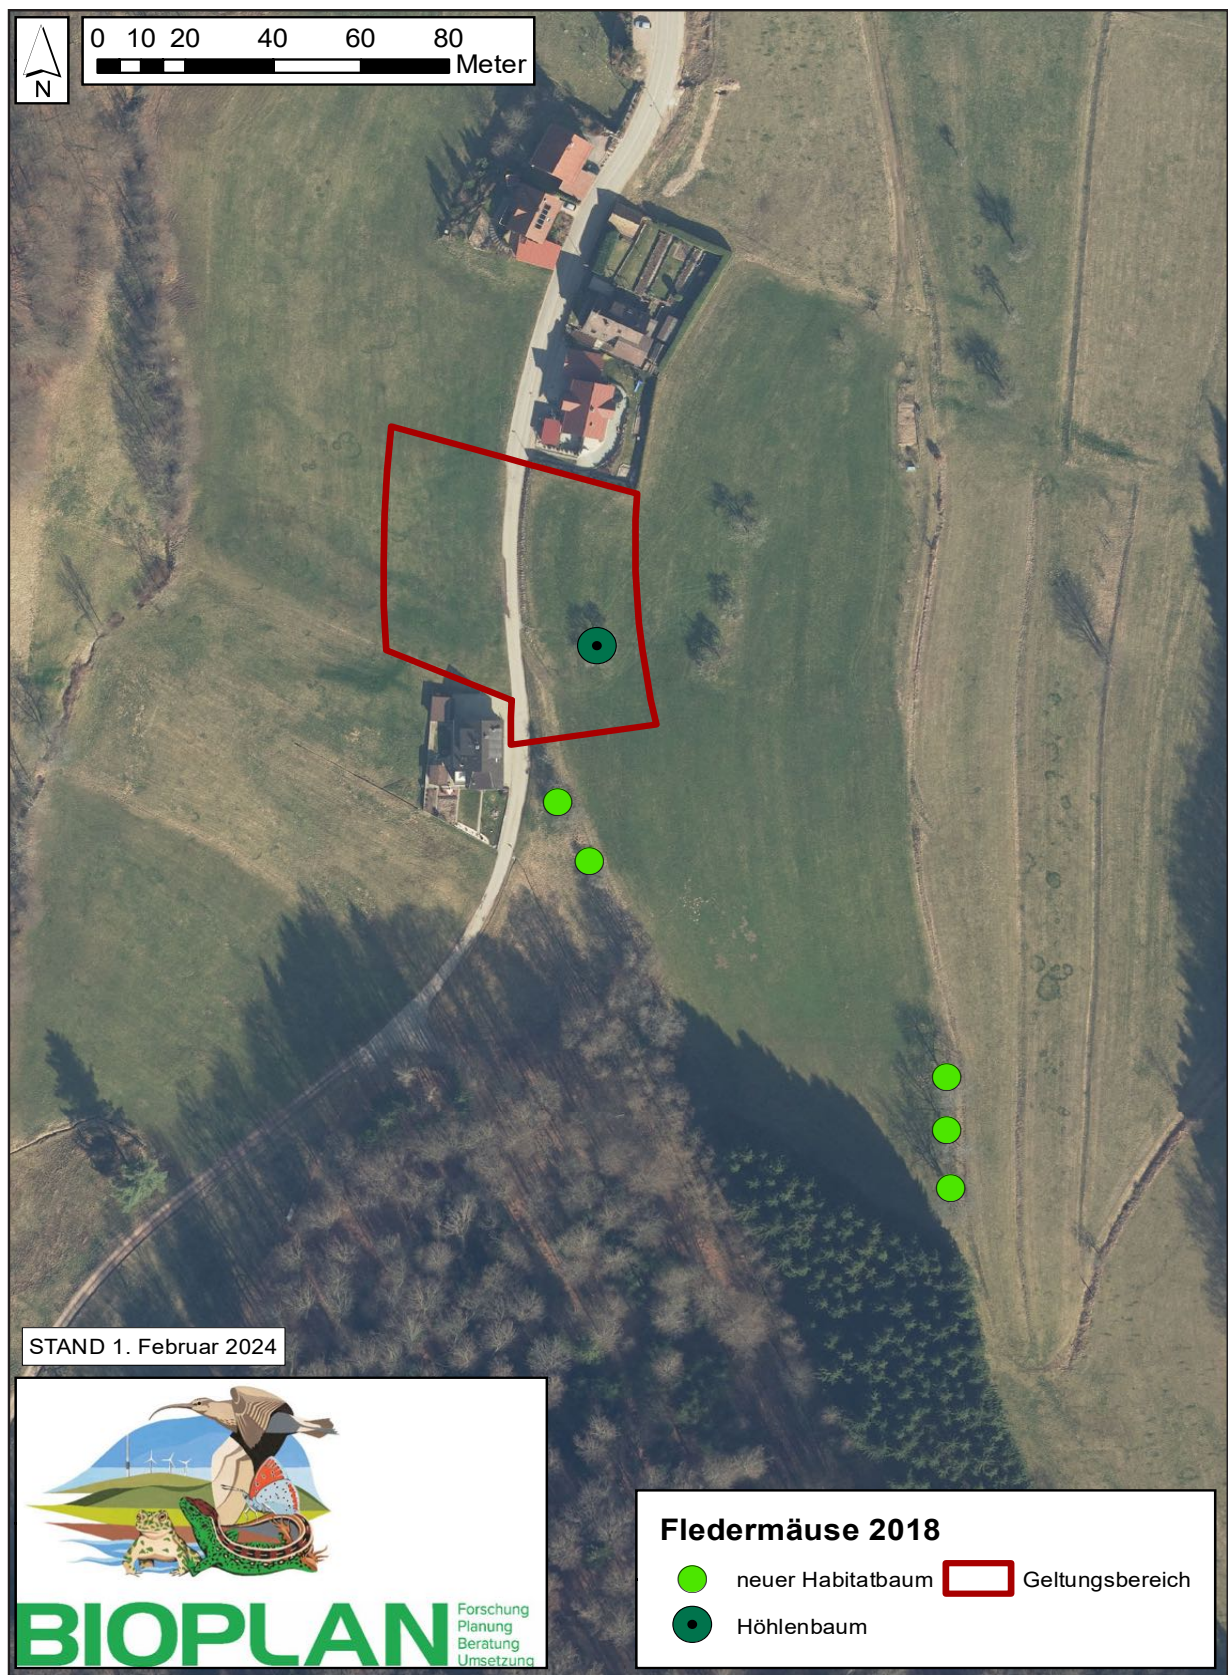 0 10 20 40 60 80
Meter
N
STAND 1. Februar 2024
BIOPLAN
Forschung
Planung
Beratung
Umsetzung
Fledermäuse 2018
neuer Habitatbaum
Geltungsbereich
Höhlenbaum